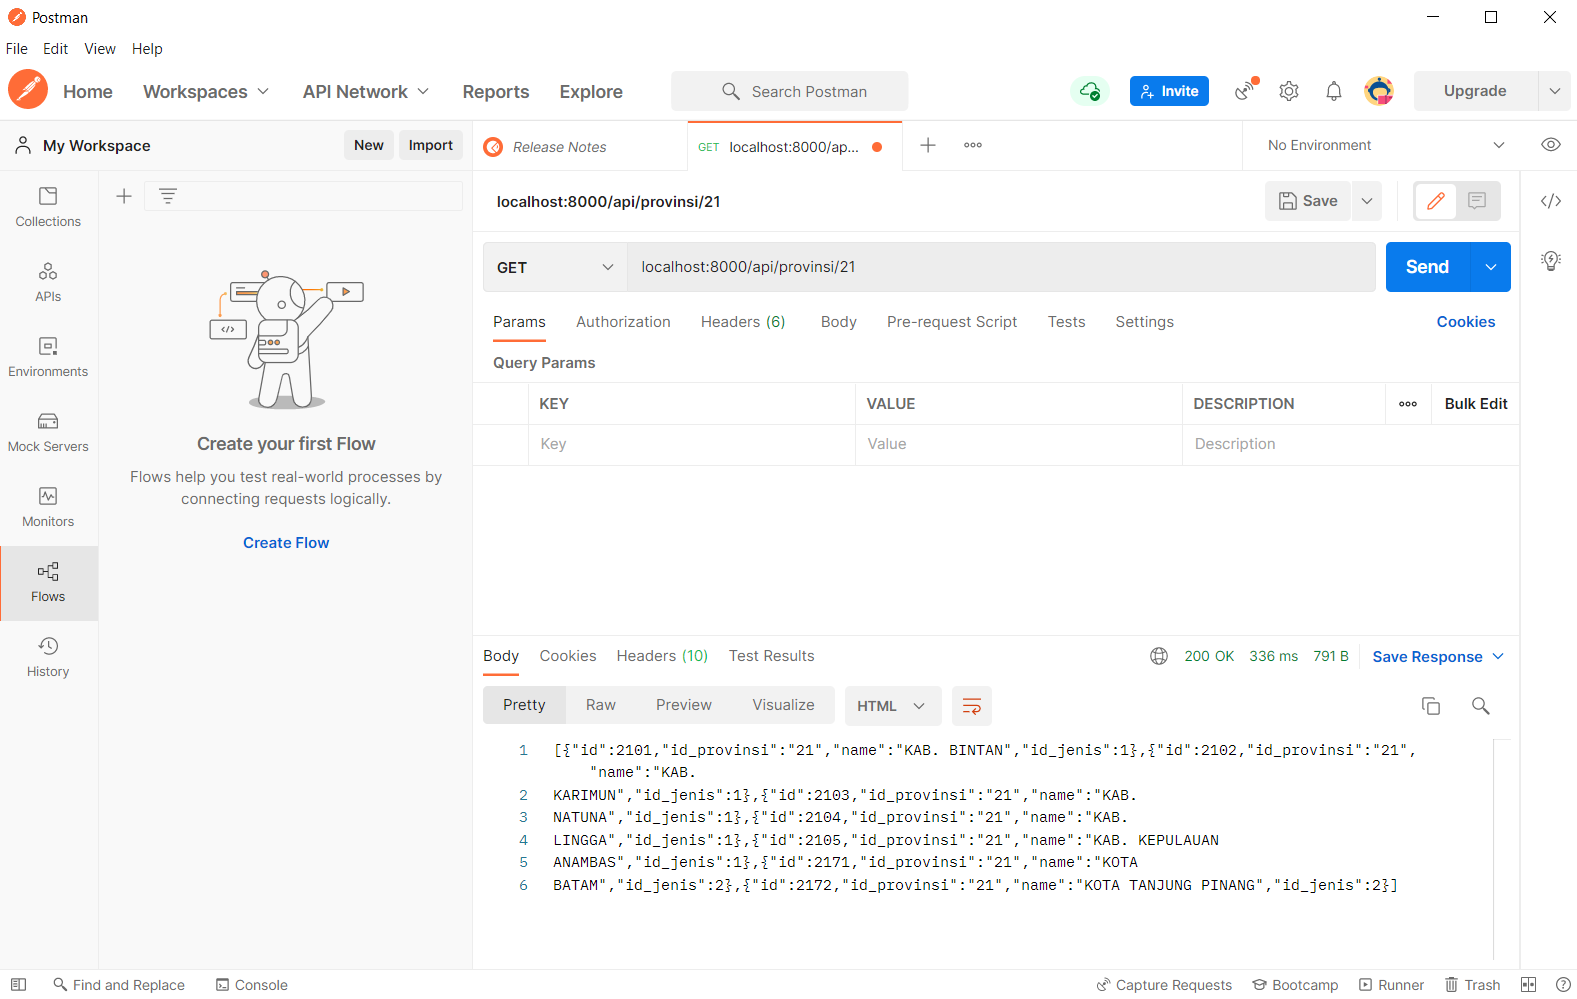 Postman
File Edit View Help
Home Workspaces API Network Reports Explore Search Postman Invite Upgrade
My Workspace New Import Release Notes GET localhost:8000/ap... No Environment
Collections
APIs
Environments
Mock Servers
Monitors
Flows
History
</>
Create your first Flow
Flows help you test real-world processes by
connecting requests logically.
Create Flow
localhost:8000/api/provinsi/21 Save </>
GET localhost:8000/api/provinsi/21 Send
Params Authorization Headers (6) Body Pre-request Script Tests Settings Cookies
Query Params
KEY VALUE DESCRIPTION Bulk Edit
Key Value Description
Body Cookies Headers (10) Test Results 200 OK 336 ms 791 B Save Response
Pretty Raw Preview Visualize HTML
1 [{"id":2101,"id_provinsi":"21","name":"KAB. BINTAN","id_jenis":1},{"id":2102,"id_provinsi":"21",
"name":"KAB.
2 KARIMUN","id_jenis":1},{"id":2103,"id_provinsi":"21","name":"KAB.
3 NATUNA","id_jenis":1},{"id":2104,"id_provinsi":"21","name":"KAB.
4 LINGGA","id_jenis":1},{"id":2105,"id_provinsi":"21","name":"KAB. KEPULAUAN
5 ANAMBAS","id_jenis":1},{"id":2171,"id_provinsi":"21","name":"KOTA
6 BATAM","id_jenis":2},{"id":2172,"id_provinsi":"21","name":"KOTA TANJUNG PINANG","id_jenis":2}]
Find and Replace Console Capture Requests Bootcamp Runner Trash